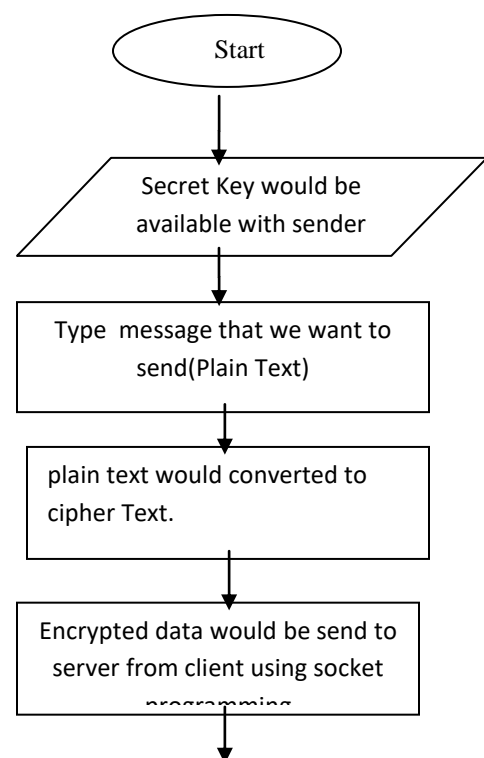 Start
Secret Key would be
available with sender
Type message that we want to
send(Plain Text)
plain text would converted to
cipher Text.
Encrypted data would be send to
server from client using socket
programming